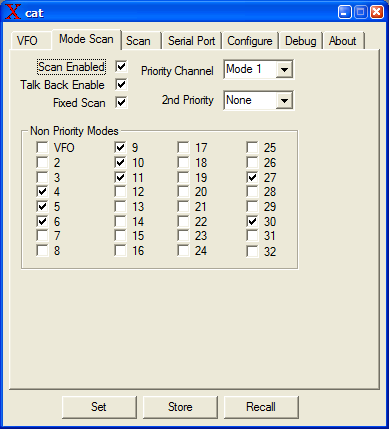 cat
VFO Mode Scan Scan Serial Port Configure Debug About
Scan Enabled Priority Channel Mode 1
Talk Back Enable
Fixed Scan 2nd Priority None
Non Priority Modes
VFO 9 17 25
2 10 18 26
3 11 19 27
4 12 20 28
5 13 21 29
6 14 22 30
7 15 23 31
8 16 24 32
Set Store Recall